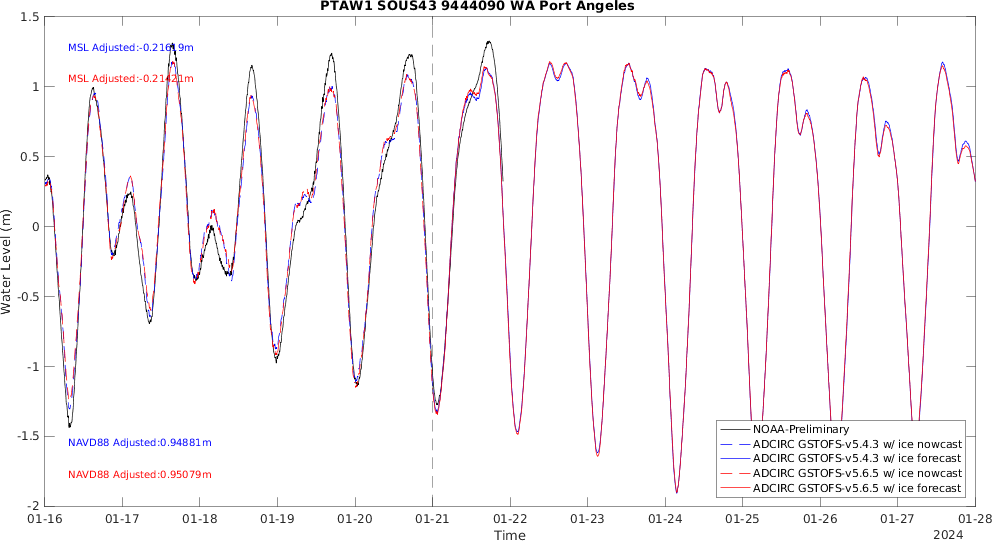 PTAW1 SOUS43 9444090 WA Port Angeles
1.5
1
0.5
0
-0.5
-1
-1.5
-2
Water Level (m)
MSL Adjusted:-0.21619m
MSL Adjusted:-0.21421m
NAVD88 Adjusted:0.94881m
NAVD88 Adjusted:0.95079m
NOAA-Preliminary
ADCIRC GSTOFS-v5.4.3 w/ ice nowcast
ADCIRC GSTOFS-v5.4.3 w/ ice forecast
ADCIRC GSTOFS-v5.6.5 w/ ice nowcast
ADCIRC GSTOFS-v5.6.5 w/ ice forecast
01-16 01-17 01-18 01-19 01-20 01-21 01-22 01-23 01-24 01-25 01-26 01-27 01-28
Time
2024